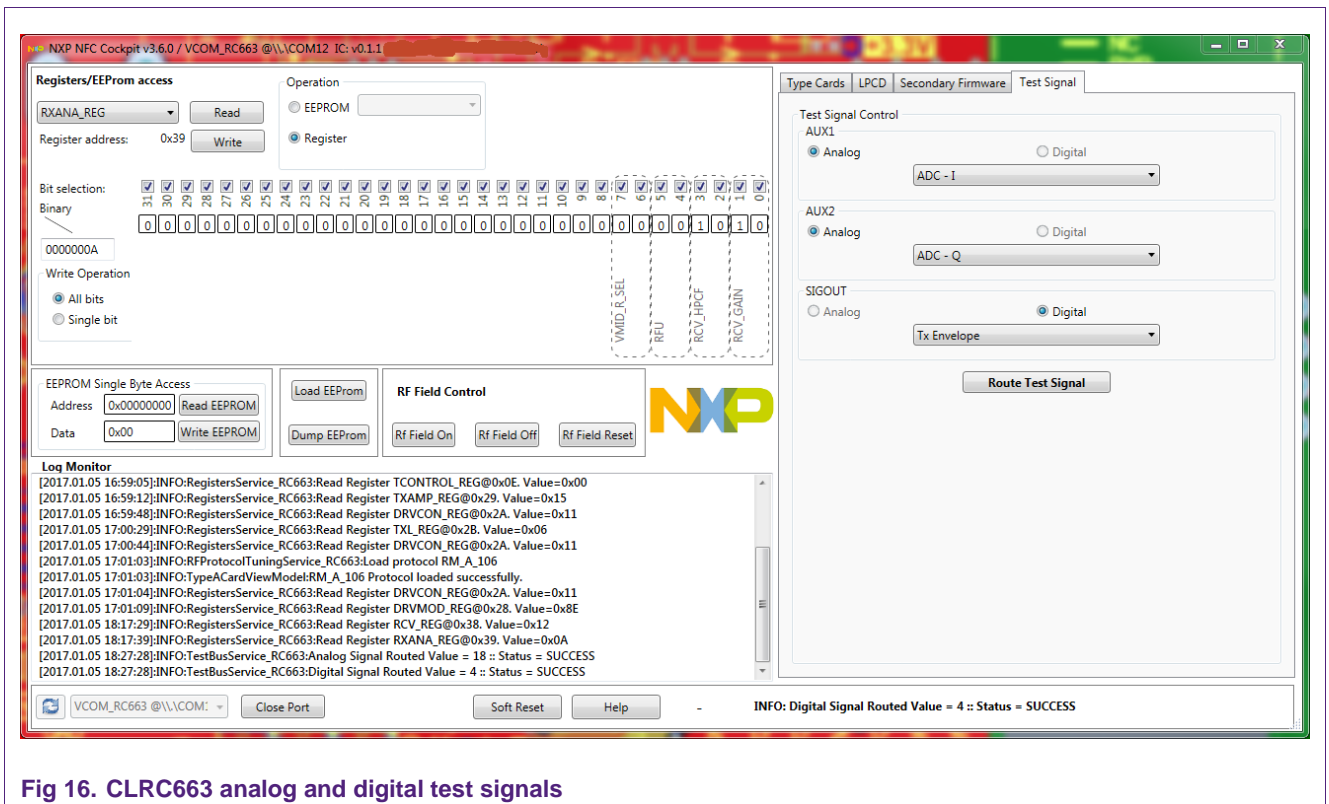 NXP NFC Cockpit v3.6.0 / VCOM_RC663 @\\.\COM12 IC: v0.1.1
Registers/EEProm access
RXANA_REG
Read
Register address: 0x39
Write
Operation
EEPROM
Register
Bit selection:
31 30 29 28 27 26 25 24 23 22 21 20 19 18 17 16 15 14 13 12 11 10 9 8 7 6 5 4 3 2 1 0
Binary
0 0 0 0 0 0 0 0 0 0 0 0 0 0 0 0 0 0 0 0 0 0 0 0 0 0 0 0 1 0 1 0
0000000A
Write Operation
All bits
Single bit
VMID_R_SEL
RFU
RCV_HPCF
RCV_GAIN
EEPROM Single Byte Access
Address 0x00000000 Read EEPROM
Data 0x00 Write EEPROM
Load EEProm
Dump EEProm
RF Field Control
Rf Field On Rf Field Off Rf Field Reset
NXP
Log Monitor
[2017.01.05 16:59:05]:INFO:RegistersService_RC663:Read Register TCONTROL_REG@0x0E. Value=0x00
[2017.01.05 16:59:12]:INFO:RegistersService_RC663:Read Register TXAMP_REG@0x29. Value=0x15
[2017.01.05 16:59:48]:INFO:RegistersService_RC663:Read Register DRVCON_REG@0x2A. Value=0x11
[2017.01.05 17:00:29]:INFO:RegistersService_RC663:Read Register TXL_REG@0x2B. Value=0x06
[2017.01.05 17:00:44]:INFO:RegistersService_RC663:Read Register DRVCON_REG@0x2A. Value=0x11
[2017.01.05 17:01:03]:INFO:RFProtocolTuningService_RC663:Load protocol RM_A_106
[2017.01.05 17:01:03]:INFO:TypeACardViewModel:RM_A_106 Protocol loaded successfully.
[2017.01.05 17:01:04]:INFO:RegistersService_RC663:Read Register DRVCON_REG@0x2A. Value=0x11
[2017.01.05 17:01:09]:INFO:RegistersService_RC663:Read Register DRVMOD_REG@0x28. Value=0x8E
[2017.01.05 18:17:29]:INFO:RegistersService_RC663:Read Register RCV_REG@0x38. Value=0x12
[2017.01.05 18:17:39]:INFO:RegistersService_RC663:Read Register RXANA_REG@0x39. Value=0x0A
[2017.01.05 18:27:28]:INFO:TestBusService_RC663:Analog Signal Routed Value = 18 :: Status = SUCCESS
[2017.01.05 18:27:28]:INFO:TestBusService_RC663:Digital Signal Routed Value = 4 :: Status = SUCCESS
Type Cards LPCD Secondary Firmware Test Signal
Test Signal Control
AUX1
Analog Digital
ADC - I
AUX2
Analog Digital
ADC - Q
SIGOUT
Analog Digital
Tx Envelope
Route Test Signal
VCOM_RC663 @\\.\COM:
Close Port
Soft Reset
Help
-
INFO: Digital Signal Routed Value = 4 :: Status = SUCCESS
Fig 16. CLRC663 analog and digital test signals